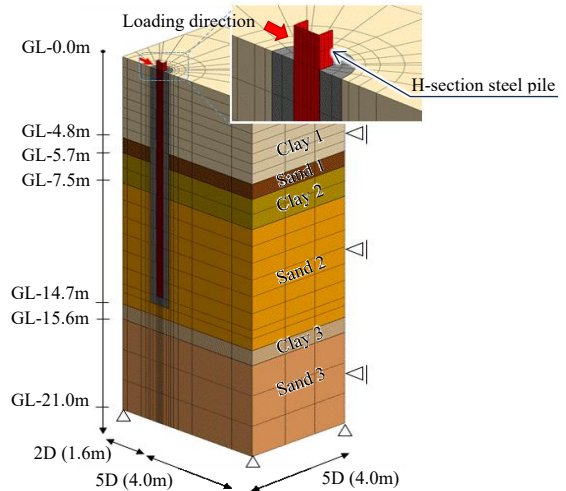 Loading direction
GL-0.0m
H-section steel pile
GL-4.8m
Clay 1
GL-5.7m
Sand 1
GL-7.5m
Clay 2
Sand 2
GL-14.7m
GL-15.6m
Clay 3
Sand 3
GL-21.0m
2D (1.6m)
5D (4.0m)
5D (4.0m)